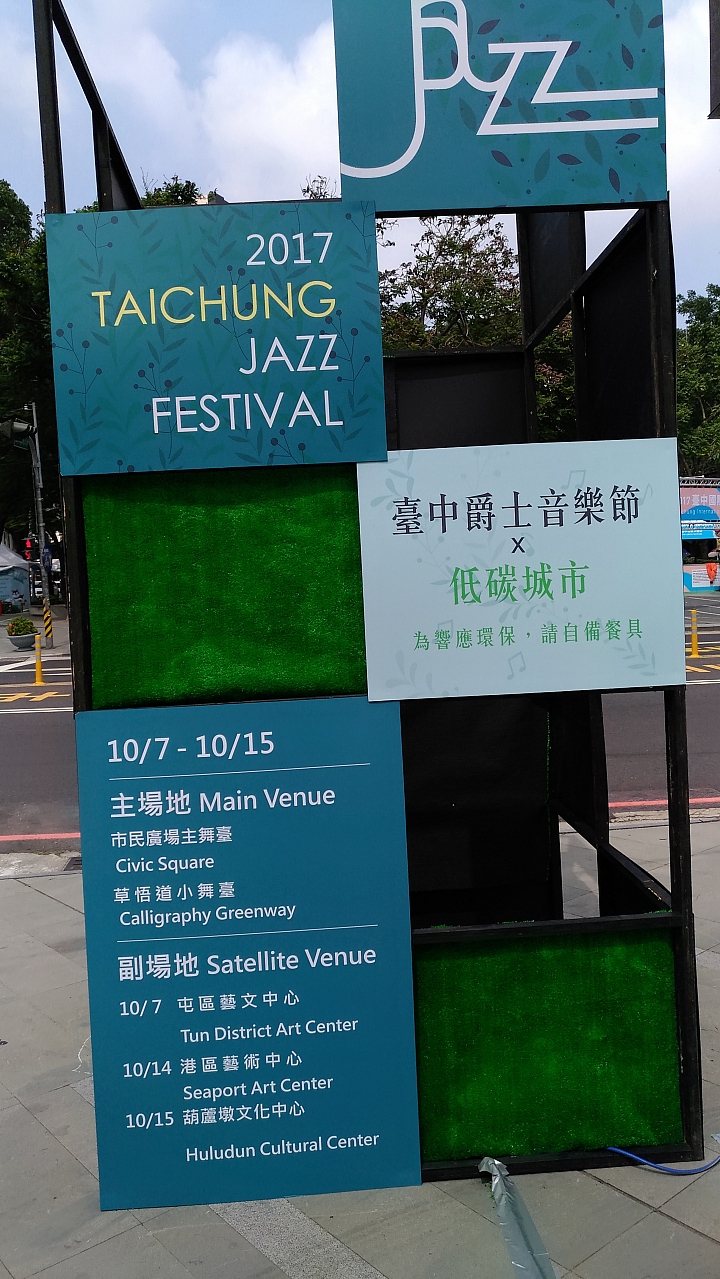 Jazz
2017
TAICHUNG
JAZZ
FESTIVAL
臺中爵士音樂節
x
低碳城市
為響應環保，請自備餐具
10/7 - 10/15
主場地 Main Venue
市民廣場主舞臺
Civic Square
草悟道小舞臺
Calligraphy Greenway
副場地 Satellite Venue
10/7 屯區藝文中心
Tun District Art Center
10/14 港區藝術中心
Seaport Art Center
10/15 葫蘆墩文化中心
Huludun Cultural Center